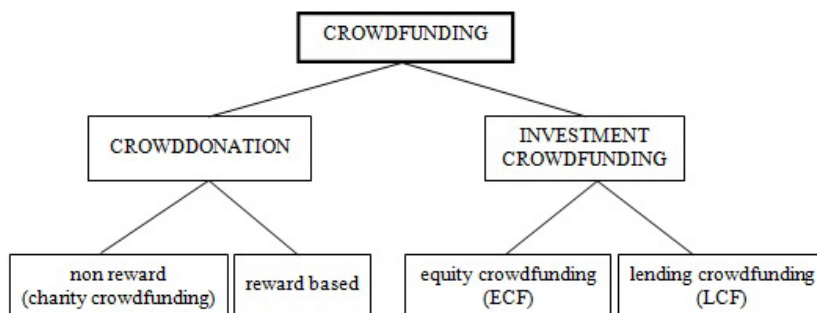 CROWDFUNDING
CROWDDONATION
INVESTMENT
CROWDFUNDING
non reward
(charity crowdfunding)
reward based
equity crowdfunding
(ECF)
lending crowdfunding
(LCF)